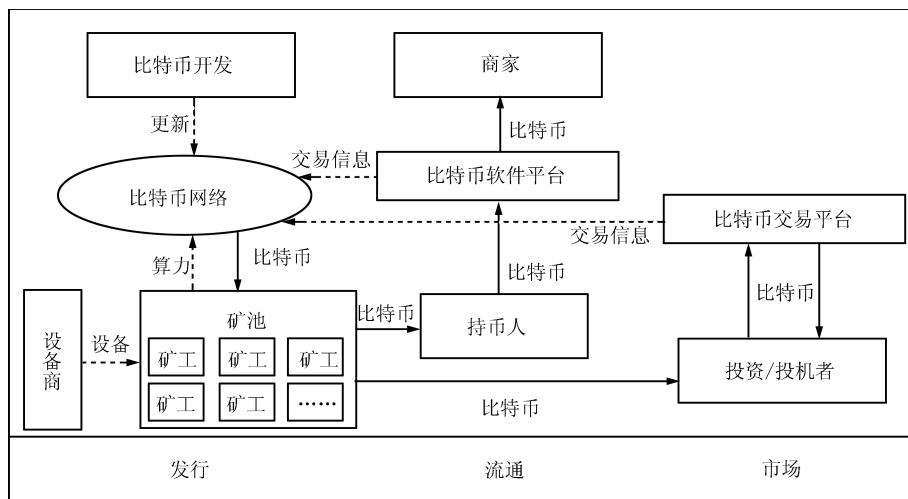 比特币开发
商家
更新
比特币
交易信息
比特币软件平台
比特币网络
比特币交易平台
交易信息
算力
比特币
比特币
比特币
设备商
设备
矿池
比特币
持币人
矿工 矿工 矿工
投资/投机者
矿工 矿工 ……
比特币
发行 流通 市场